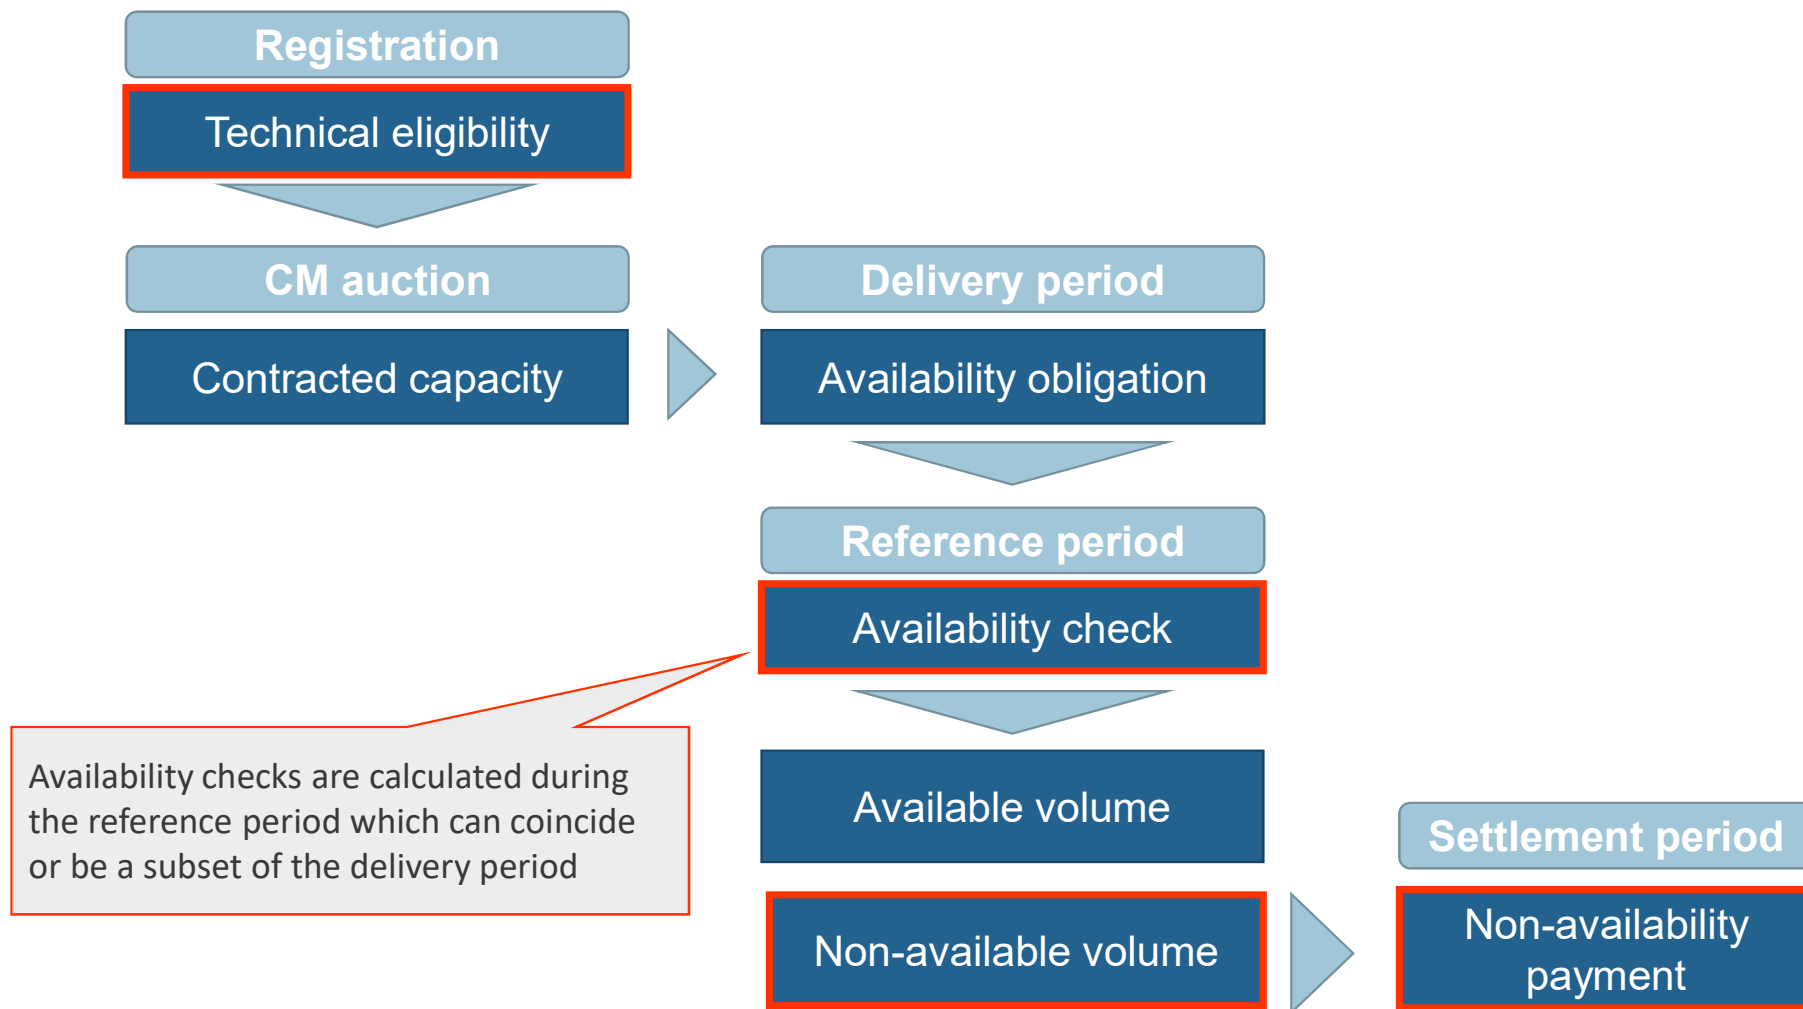 Registration
Technical eligibility
CM auction
Contracted capacity
Delivery period
Availability obligation
Reference period
Availability check
Availability checks are calculated during
the reference period which can coincide
or be a subset of the delivery period
Available volume
Non-available volume
Settlement period
Non-availability
payment